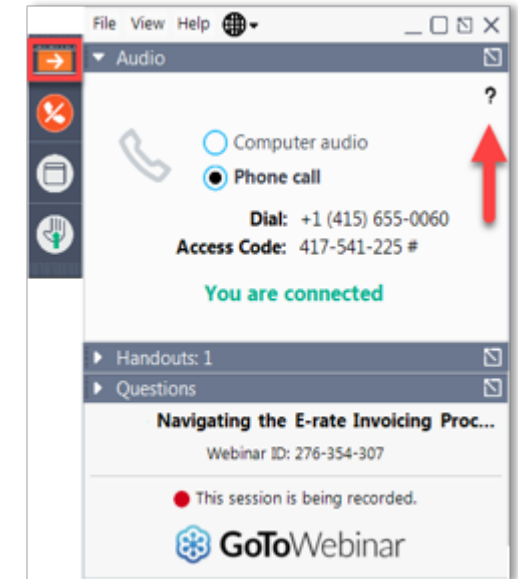 File View Help
Audio
?
Computer audio
Phone call
Dial: +1 (415) 655-0060
Access Code: 417-541-225 #
You are connected
Handouts: 1
Questions
Navigating the E-rate Invoicing Proc...
Webinar ID: 276-354-307
This session is being recorded.
GoToWebinar